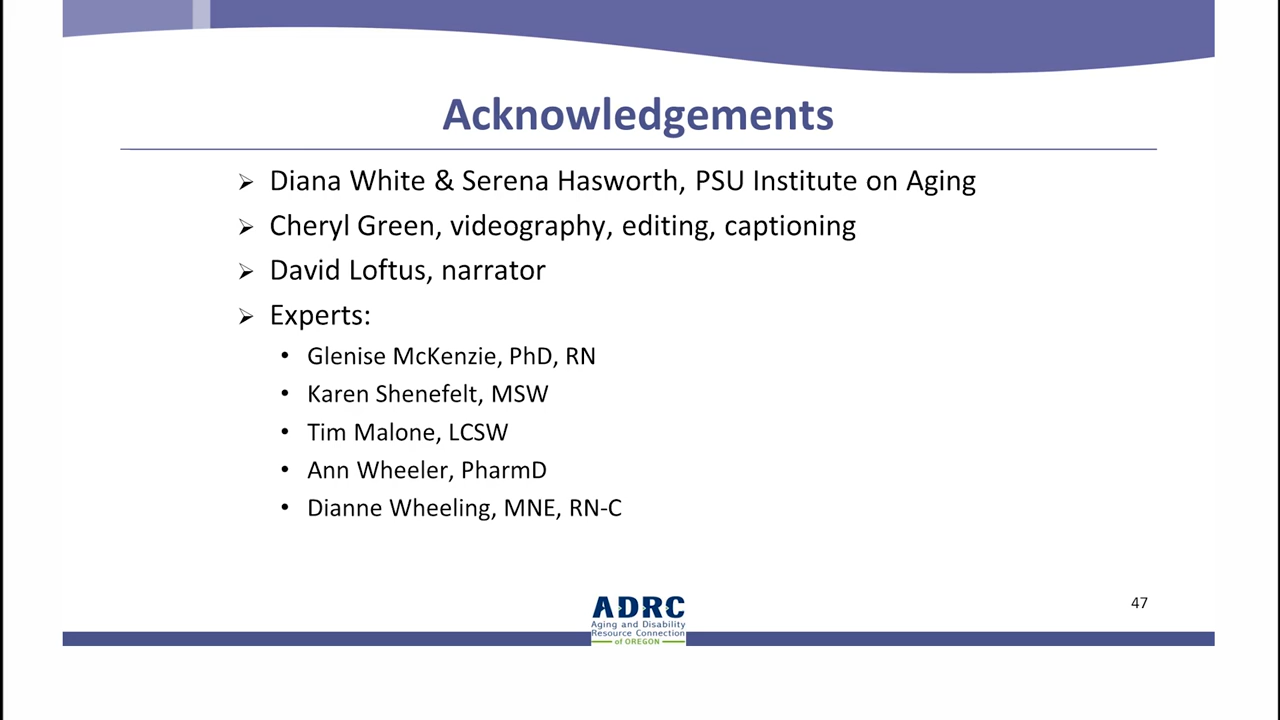 Acknowledgements
➢ Diana White & Serena Hasworth, PSU Institute on Aging
➢ Cheryl Green, videography, editing, captioning
➢ David Loftus, narrator
➢ Experts:
• Glenise McKenzie, PhD, RN
• Karen Shenefelt, MSW
• Tim Malone, LCSW
• Ann Wheeler, PharmD
• Dianne Wheeling, MNE, RN-C
ADRC
Aging and Disability
Resource Connection
of OREGON
47